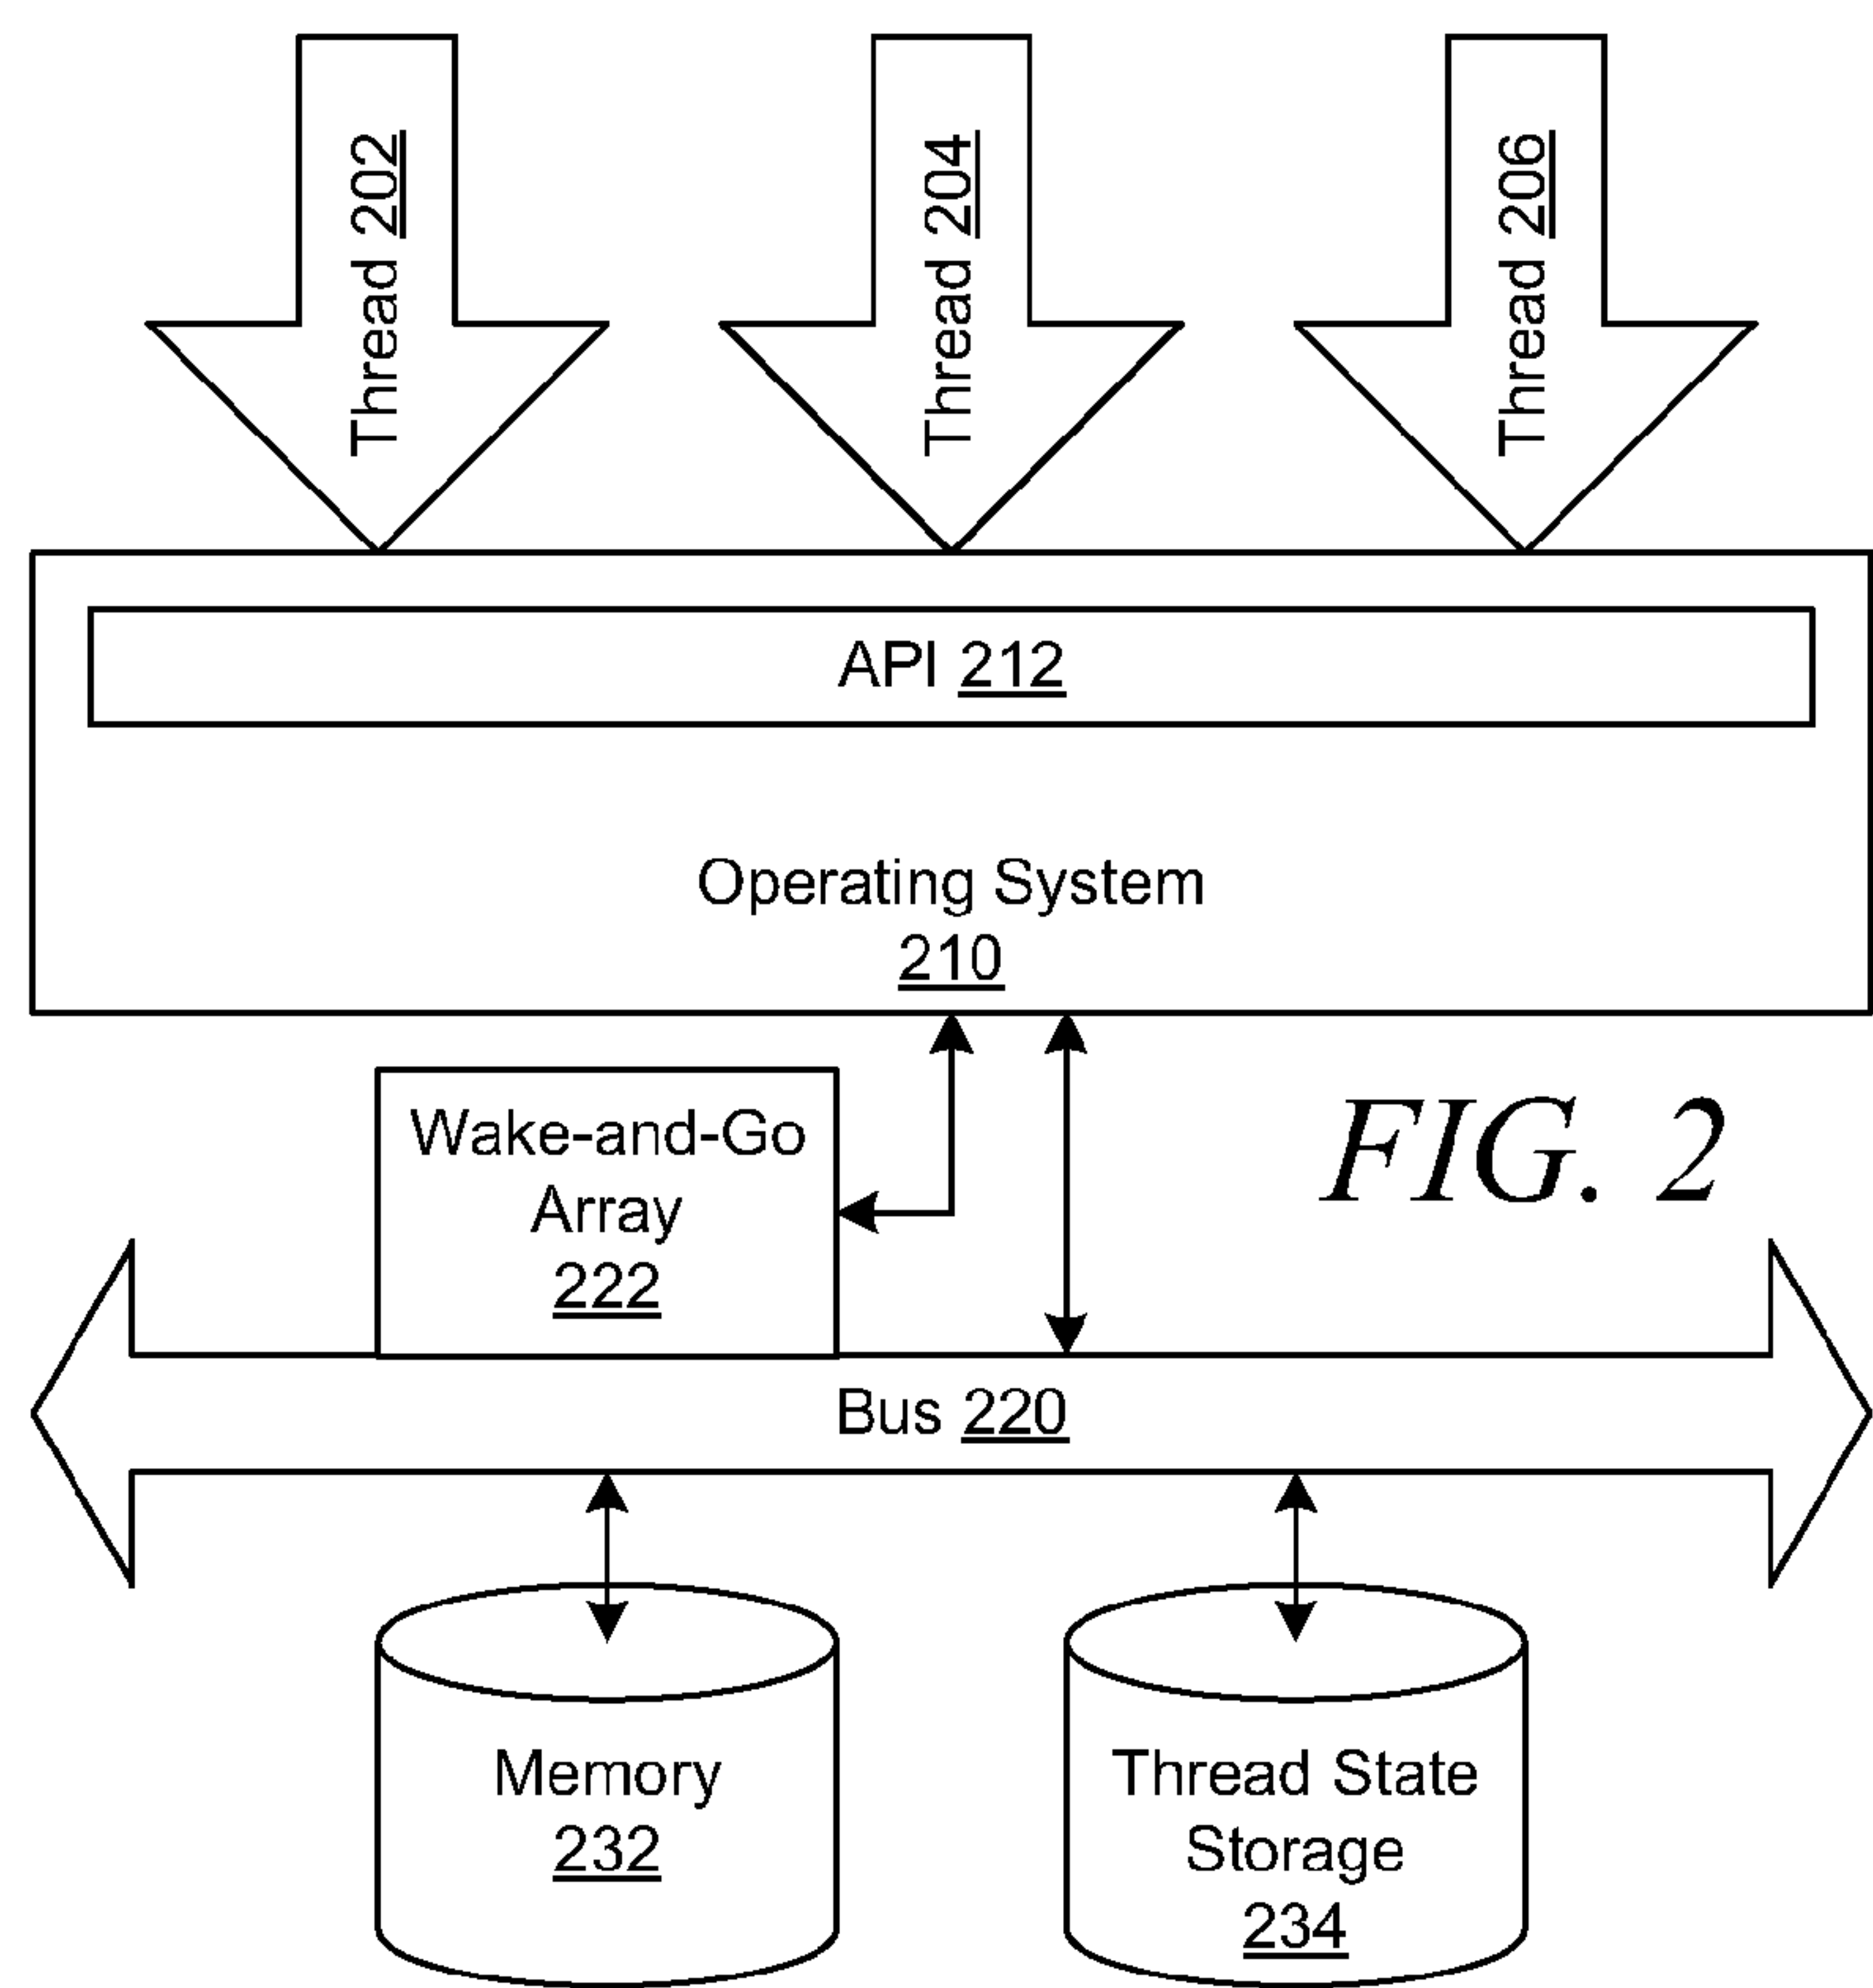 Thread 202
Thread 204
Thread 206
API 212
Operating System
210
Wake-and-Go
Array
222
FIG. 2
Bus 220
Memory
232
Thread State
Storage
234